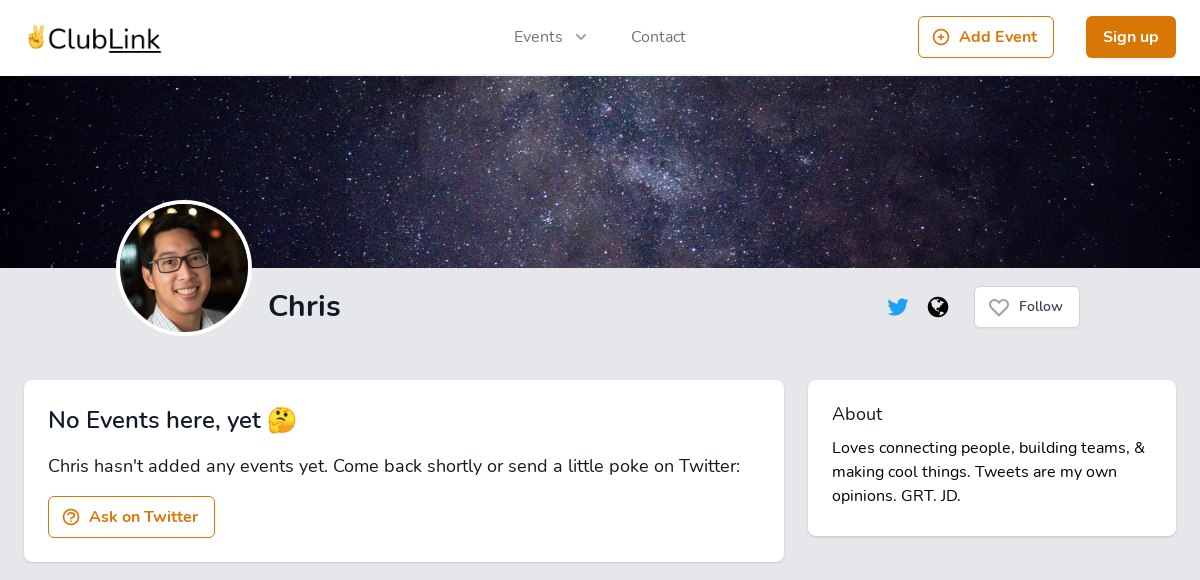 ✌ClubLink
Events
Contact
Add Event
Sign up
Chris
Follow
No Events here, yet 🤔
Chris hasn't added any events yet. Come back shortly or send a little poke on Twitter:
Ask on Twitter
About
Loves connecting people, building teams, &
making cool things. Tweets are my own
opinions. GRT. JD.